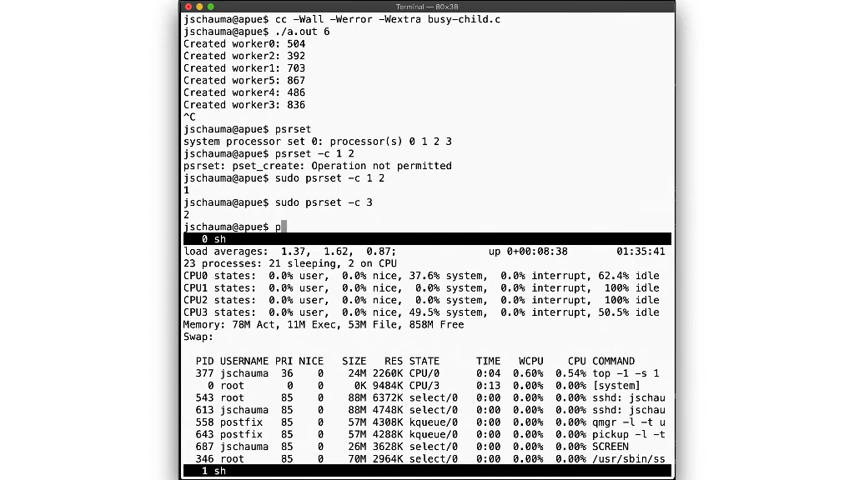 Terminal — 80×38
jschauma@apue$ cc -Wall -Werror -Wextra busy-child.c
jschauma@apue$ ./a.out 6
Created worker0: 504
Created worker2: 392
Created worker1: 703
Created worker5: 867
Created worker4: 486
Created worker3: 836
^C
jschauma@apue$ psrset
system processor set 0: processor(s) 0 1 2 3
jschauma@apue$ psrset -c 1 2
psrset: pset_create: Operation not permitted
jschauma@apue$ sudo psrset -c 1 2
1
jschauma@apue$ sudo psrset -c 3
2
jschauma@apue$ p
0 sh
load averages:  1.37,  1.62,  0.87;               up 0+00:08:38        01:35:41
23 processes: 21 sleeping, 2 on CPU
CPU0 states:  0.0% user,  0.0% nice, 37.6% system,  0.0% interrupt, 62.4% idle
CPU1 states:  0.0% user,  0.0% nice,  0.0% system,  0.0% interrupt,  100% idle
CPU2 states:  0.0% user,  0.0% nice,  0.0% system,  0.0% interrupt,  100% idle
CPU3 states:  0.0% user,  0.0% nice, 49.5% system,  0.0% interrupt, 50.5% idle
Memory: 78M Act, 11M Exec, 53M File, 858M Free
Swap:
PID USERNAME PRI NICE   SIZE   RES STATE      TIME   WCPU    CPU COMMAND
377 jschauma  36    0    24M 2260K CPU/0      0:04  0.60%  0.54% top -1 -s 1
0 root       0    0     0K 9484K CPU/3      0:13  0.00%  0.00% [system]
543 root      85    0    88M 6372K select/0   0:00  0.00%  0.00% sshd: jschau
613 jschauma  85    0    88M 4748K select/0   0:00  0.00%  0.00% sshd: jschau
558 postfix   85    0    57M 4308K kqueue/0   0:00  0.00%  0.00% qmgr -l -t u
643 postfix   85    0    57M 4288K kqueue/0   0:00  0.00%  0.00% pickup -l -t
687 jschauma  85    0    26M 3628K select/0   0:00  0.00%  0.00% SCREEN
346 root      85    0    70M 2964K select/0   0:00  0.00%  0.00% /usr/sbin/ss
1 sh